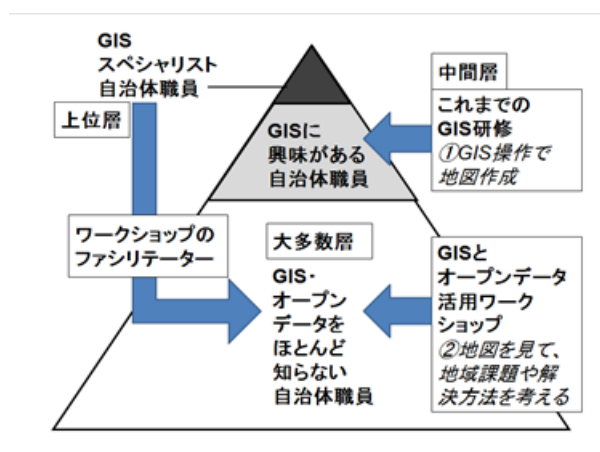 GIS
スペシャリスト
自治体職員
上位層
GISに
興味がある
自治体職員
中間層
これまでの
GIS研修
①GIS操作で
地図作成
ワークショップの
ファシリテーター
大多数層
GIS・
オープン
データを
ほとんど
知らない
自治体職員
GISと
オープンデータ
活用ワーク
ショップ
②地図を見て、
地域課題や解
決方法を考える